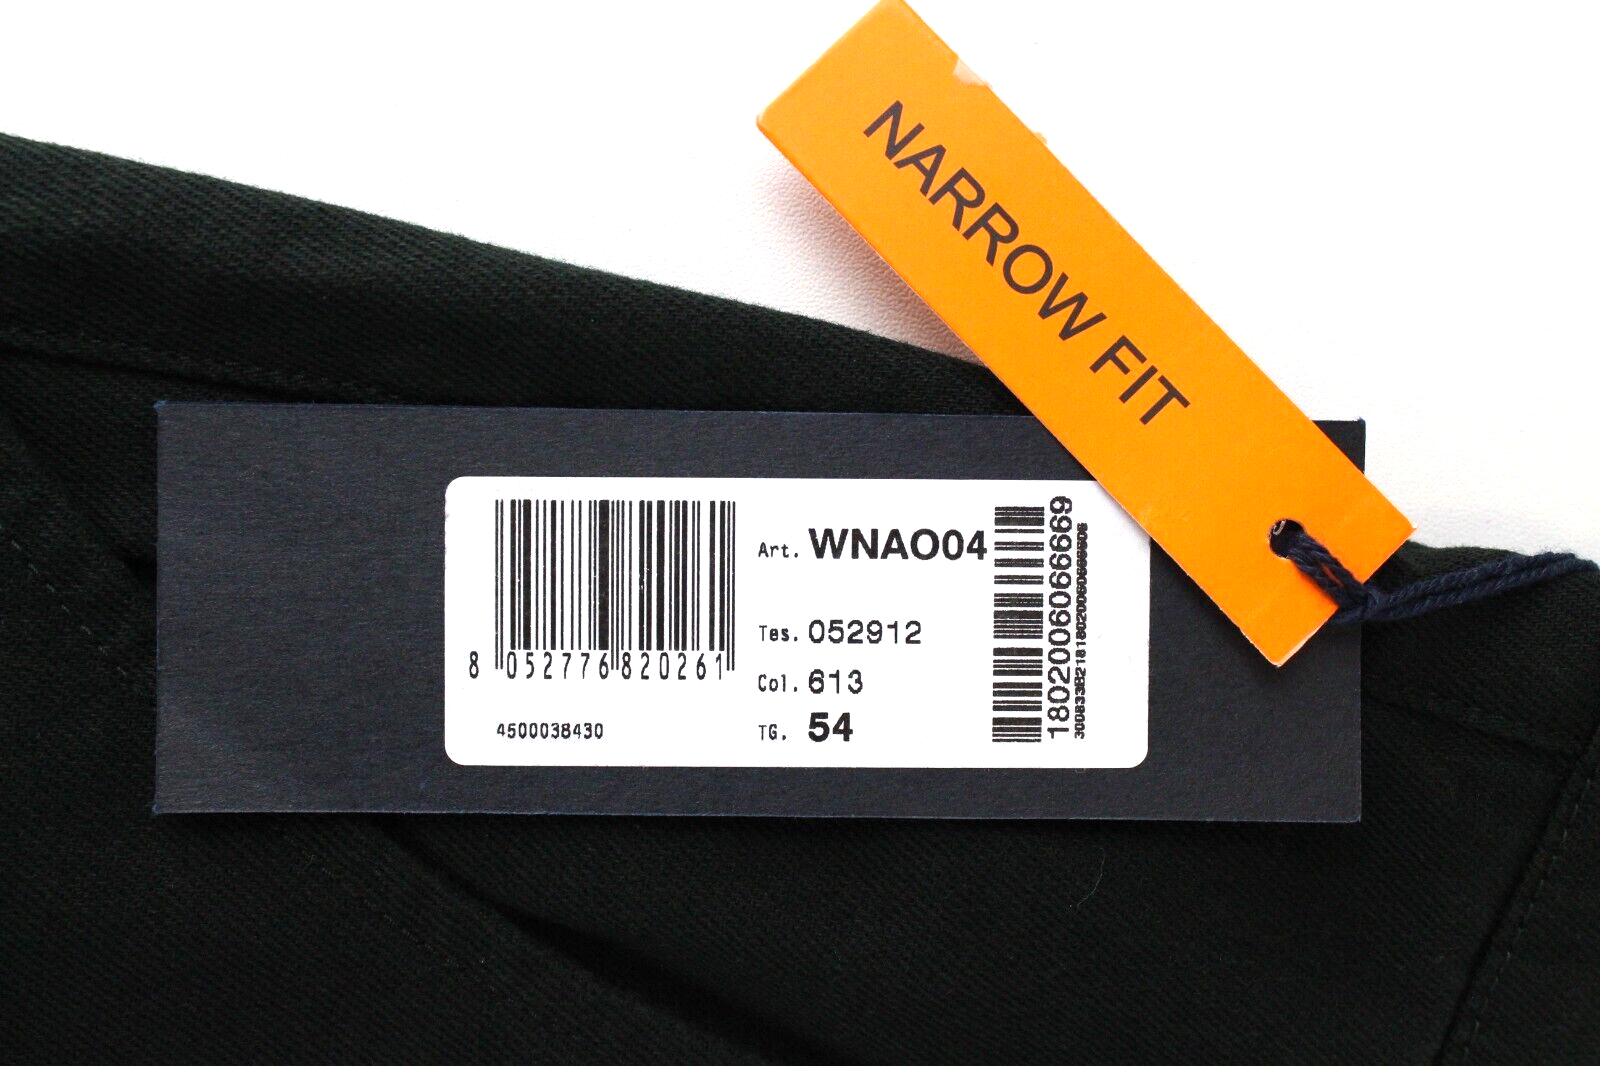 NARROW FIT
Art. WNAO04
Tes. 052912
Col. 613
TG. 54
8 052776 820261
4500038430
1802006066669